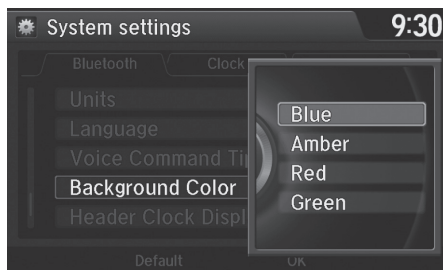 System settings
9:30
Bluetooth
Clock
Units
Language
Voice Command Ti
Background Color
Header Clock Displ
Blue
Amber
Red
Green
Default
OK